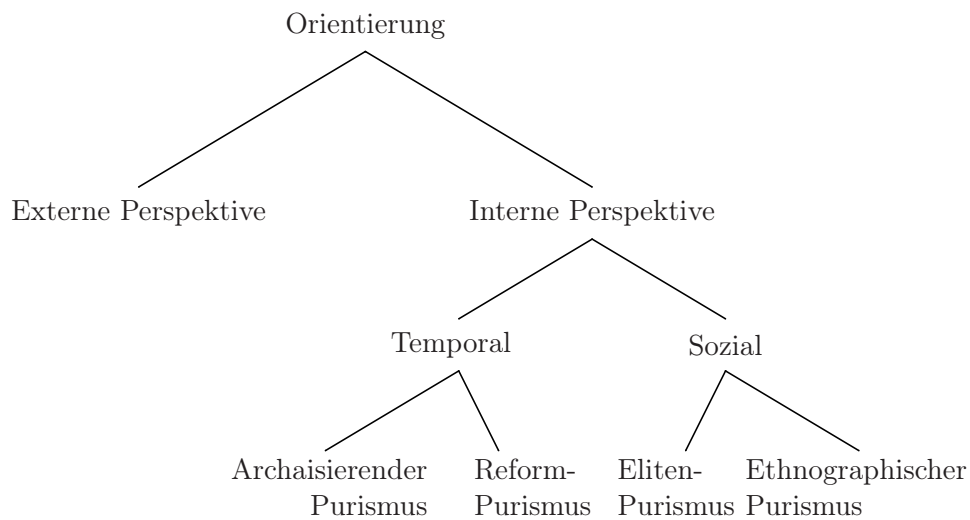 Orientierung
Externe Perspektive
Interne Perspektive
Temporal
Sozial
Archaisierender
Purismus
Reform-
Purismus
Eliten-
Purismus
Ethnographischer
Purismus